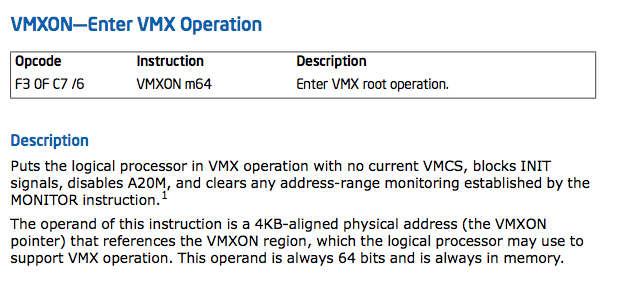 VMXON—Enter VMX Operation
Opcode Instruction Description
F3 0F C7 /6 VMXON m64 Enter VMX root operation.
Description
Puts the logical processor in VMX operation with no current VMCS, blocks INIT
signals, disables A20M, and clears any address-range monitoring established by the
MONITOR instruction.1
The operand of this instruction is a 4KB-aligned physical address (the VMXON
pointer) that references the VMXON region, which the logical processor may use to
support VMX operation. This operand is always 64 bits and is always in memory.